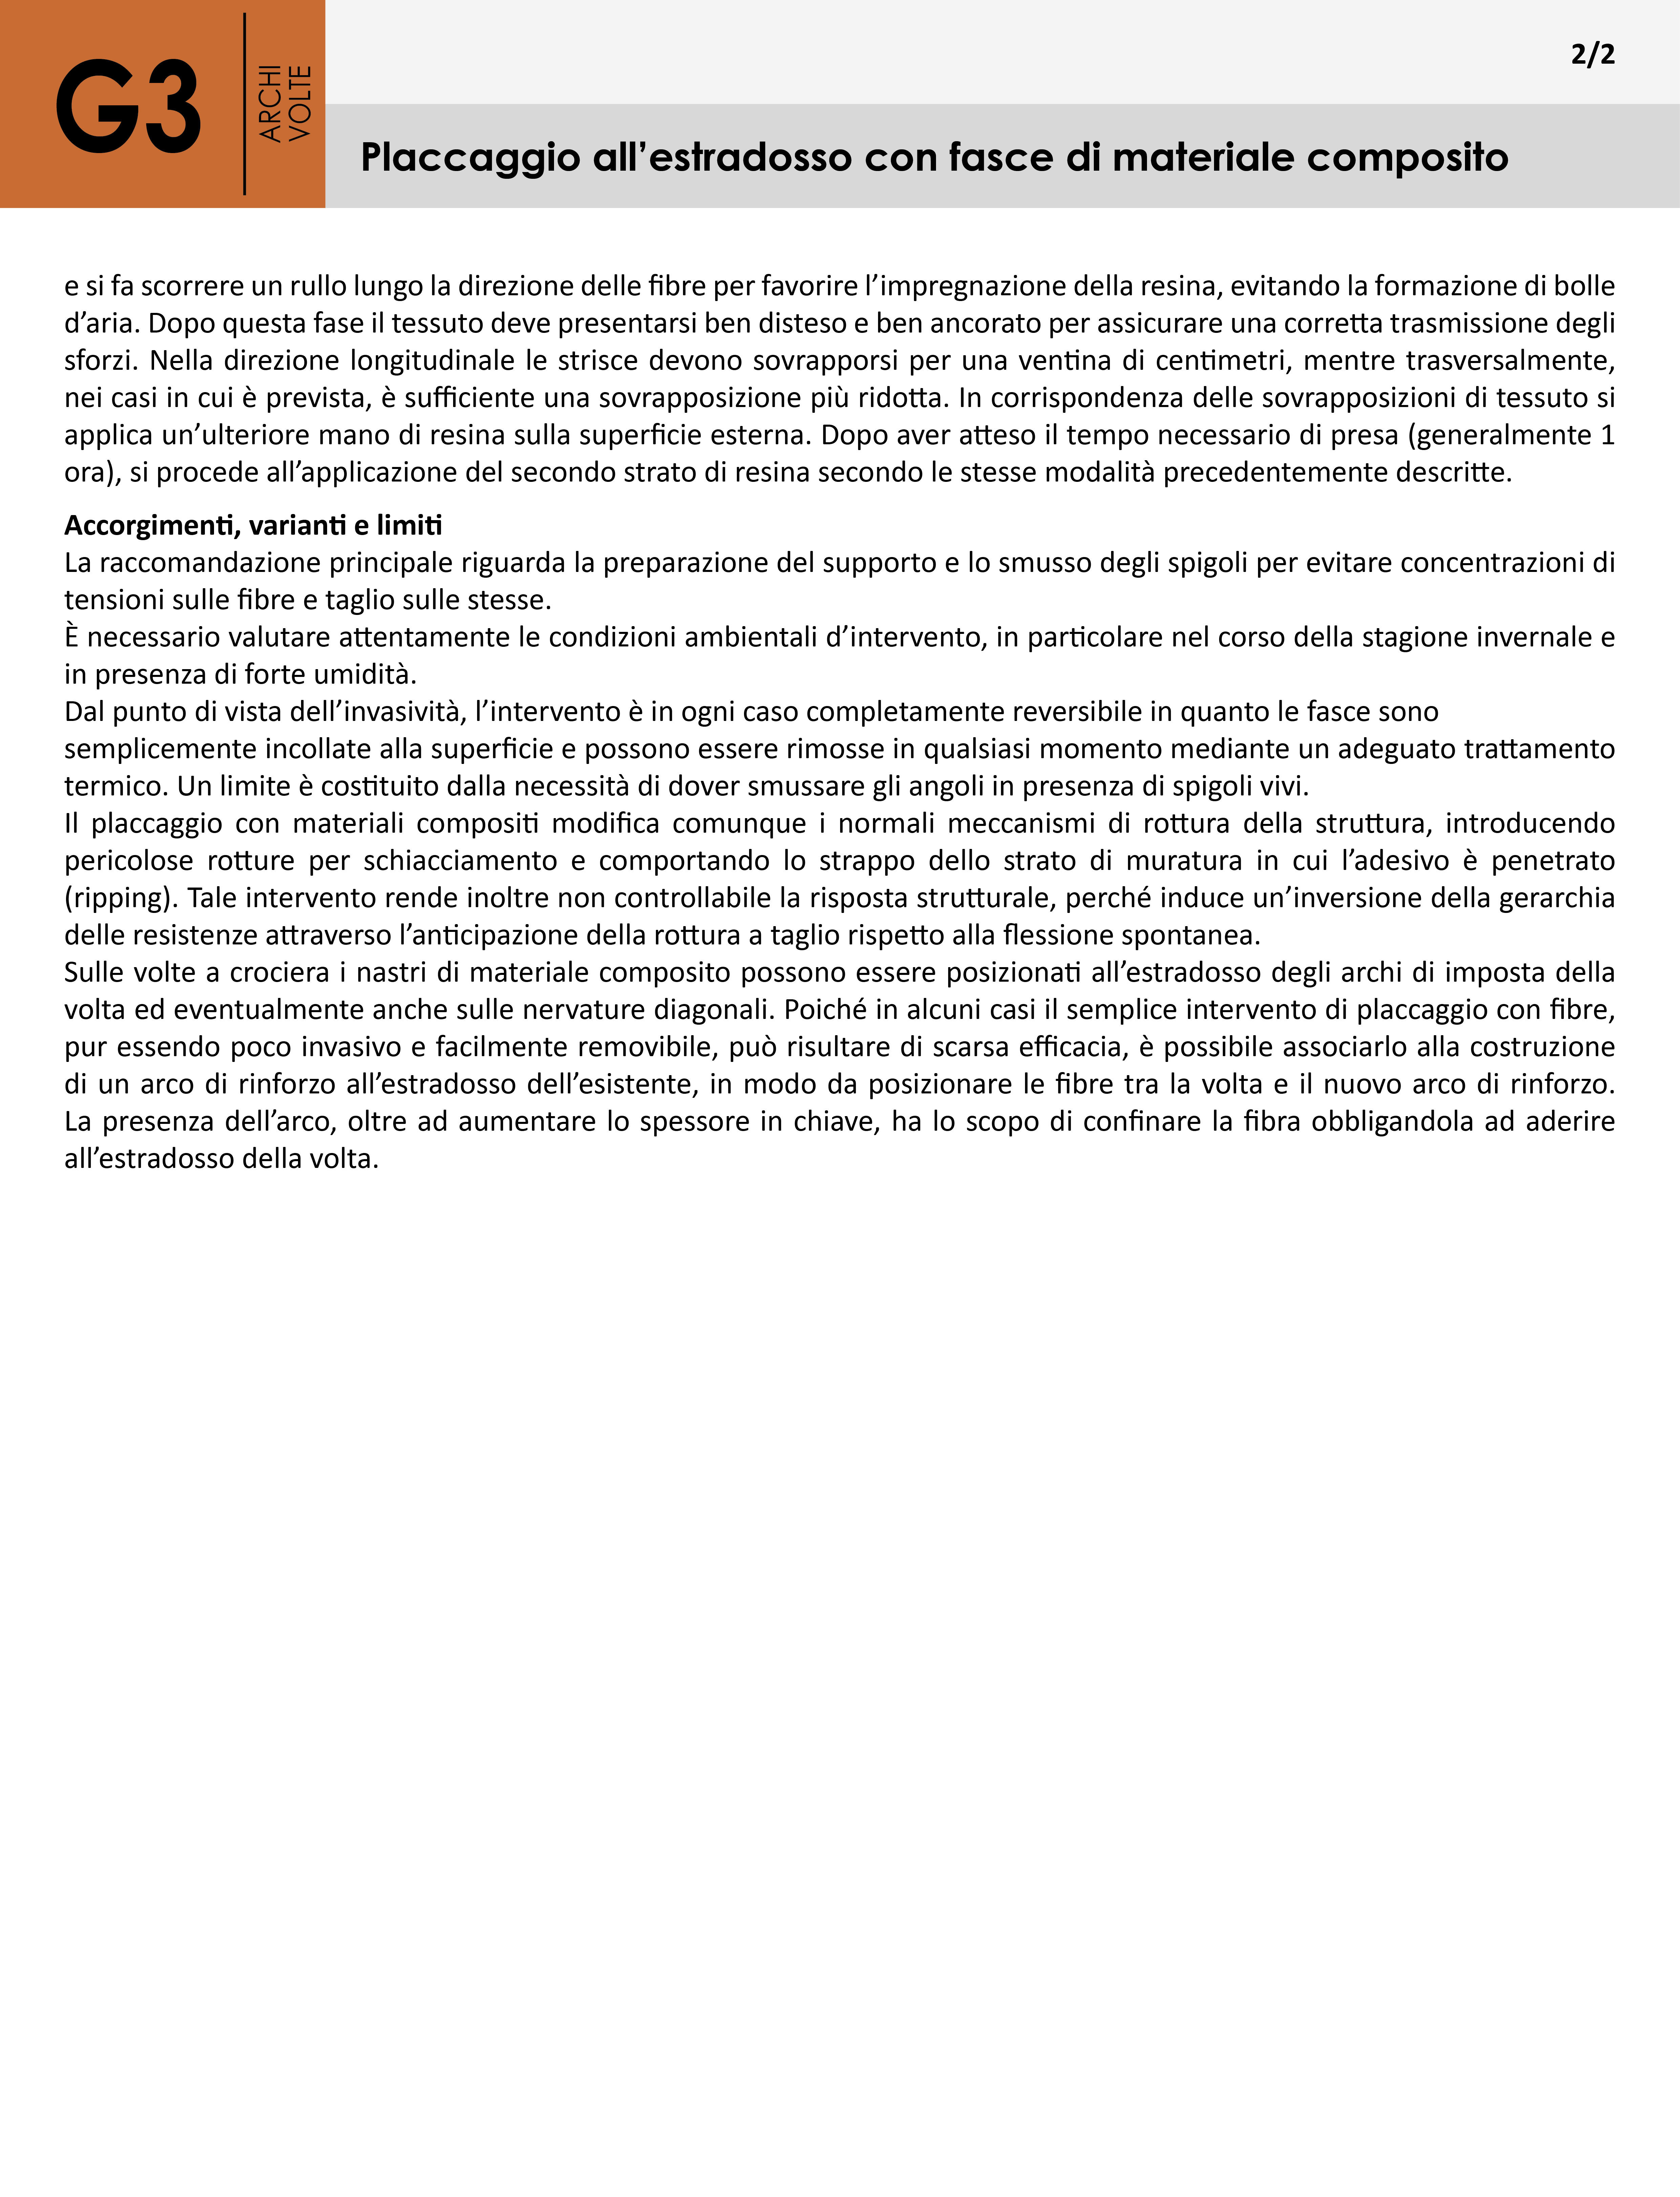 G3
ARCHI
VOLTE
2/2
Placcaggio all’estradosso con fasce di materiale composito
e si fa scorrere un rullo lungo la direzione delle fibre per favorire l’impregnazione della resina, evitando la formazione di bolle
d’aria. Dopo questa fase il tessuto deve presentarsi ben disteso e ben ancorato per assicurare una corretta trasmissione degli
sforzi. Nella direzione longitudinale le strisce devono sovrapporsi per una ventina di centimetri, mentre trasversalmente,
nei casi in cui è prevista, è sufficiente una sovrapposizione più ridotta. In corrispondenza delle sovrapposizioni di tessuto si
applica un’ulteriore mano di resina sulla superficie esterna. Dopo aver atteso il tempo necessario di presa (generalmente 1
ora), si procede all’applicazione del secondo strato di resina secondo le stesse modalità precedentemente descritte.
Accorgimenti, varianti e limiti
La raccomandazione principale riguarda la preparazione del supporto e lo smusso degli spigoli per evitare concentrazioni di
tensioni sulle fibre e taglio sulle stesse.
È necessario valutare attentamente le condizioni ambientali d’intervento, in particolare nel corso della stagione invernale e
in presenza di forte umidità.
Dal punto di vista dell’invasività, l’intervento è in ogni caso completamente reversibile in quanto le fasce sono
semplicemente incollate alla superficie e possono essere rimosse in qualsiasi momento mediante un adeguato trattamento
termico. Un limite è costituito dalla necessità di dover smussare gli angoli in presenza di spigoli vivi.
Il placcaggio con materiali compositi modifica comunque i normali meccanismi di rottura della struttura, introducendo
pericolose rotture per schiacciamento e comportando lo strappo dello strato di muratura in cui l’adesivo è penetrato
(ripping). Tale intervento rende inoltre non controllabile la risposta strutturale, perché induce un’inversione della gerarchia
delle resistenze attraverso l’anticipazione della rottura a taglio rispetto alla flessione spontanea.
Sulle volte a crociera i nastri di materiale composito possono essere posizionati all’estradosso degli archi di imposta della
volta ed eventualmente anche sulle nervature diagonali. Poiché in alcuni casi il semplice intervento di placcaggio con fibre,
pur essendo poco invasivo e facilmente removibile, può risultare di scarsa efficacia, è possibile associarlo alla costruzione
di un arco di rinforzo all’estradosso dell’esistente, in modo da posizionare le fibre tra la volta e il nuovo arco di rinforzo.
La presenza dell’arco, oltre ad aumentare lo spessore in chiave, ha lo scopo di confinare la fibra obbligandola ad aderire
all’estradosso della volta.